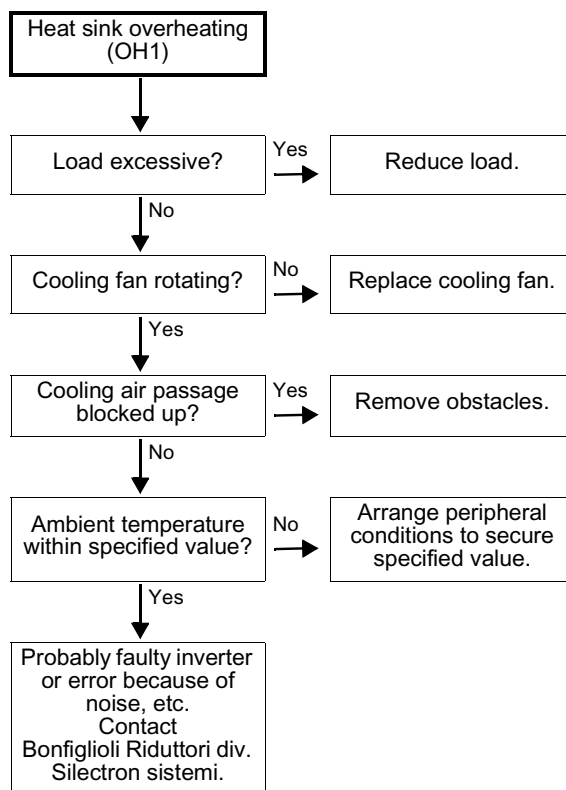 Heat sink overheating
(OH1)
Load excessive?
Yes
Reduce load.
No
Cooling fan rotating?
No
Replace cooling fan.
Yes
Cooling air passage
blocked up?
Yes
Remove obstacles.
No
Ambient temperature
within specified value?
No
Arrange peripheral
conditions to secure
specified value.
Yes
Probably faulty inverter
or error because of
noise, etc.
Contact
Bonfiglioli Riduttori div.
Silectron sistemi.